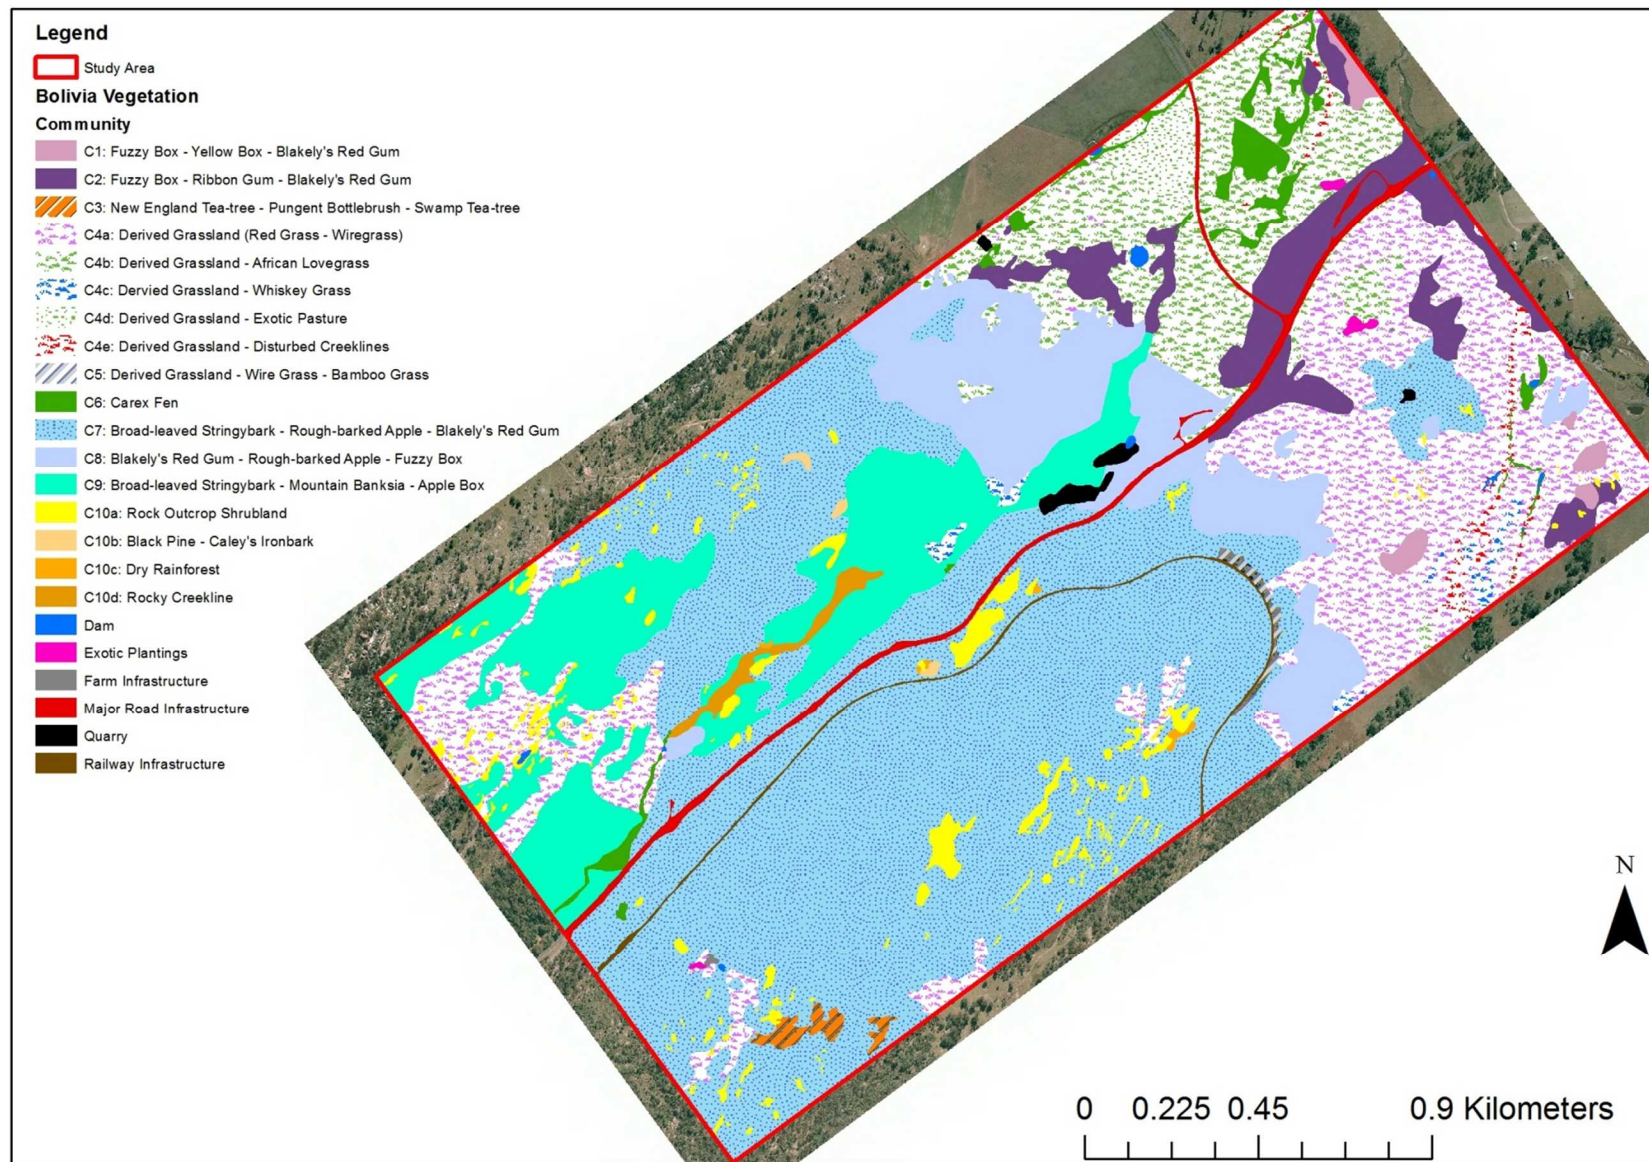 Legend
Study Area
Bolivia Vegetation
Community
C1: Fuzzy Box - Yellow Box - Blakely's Red Gum
C2: Fuzzy Box - Ribbon Gum - Blakely's Red Gum
C3: New England Tea-tree - Pungent Bottlebrush - Swamp Tea-tree
C4a: Derived Grassland (Red Grass - Wiregrass)
C4b: Derived Grassland - African Lovegrass
C4c: Dervied Grassland - Whiskey Grass
C4d: Derived Grassland - Exotic Pasture
C4e: Derived Grassland - Disturbed Creeklines
C5: Derived Grassland - Wire Grass - Bamboo Grass
C6: Carex Fen
C7: Broad-leaved Stringybark - Rough-barked Apple - Blakely's Red Gum
C8: Blakely's Red Gum - Rough-barked Apple - Fuzzy Box
C9: Broad-leaved Stringybark - Mountain Banksia - Apple Box
C10a: Rock Outcrop Shrubland
C10b: Black Pine - Caley's Ironbark
C10c: Dry Rainforest
C10d: Rocky Creekline
Dam
Exotic Plantings
Farm Infrastructure
Major Road Infrastructure
Quarry
Railway Infrastructure
N
0 0.225 0.45 0.9 Kilometers